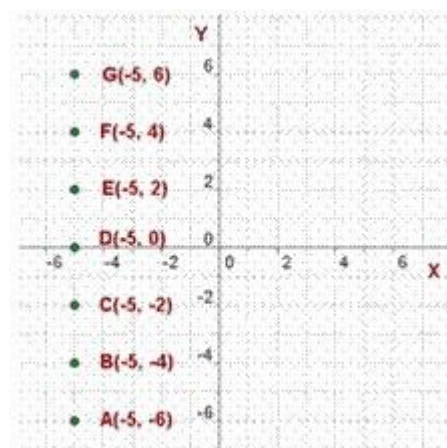 Y
G(-5, 6)
6
F(-5, 4)
4
E(-5, 2)
2
D(-5, 0)
0
-6 -4 -2 0 2 4 6
X
C(-5, -2)
-2
B(-5, -4)
-4
A(-5, -6)
-6